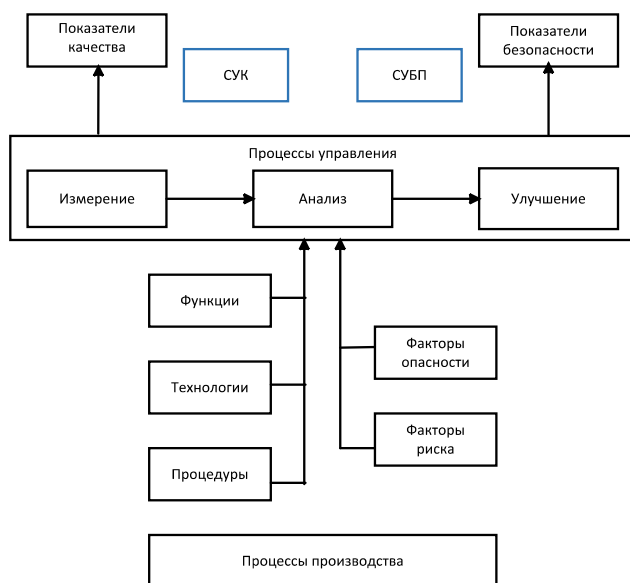 Показатели
качества
СУК
СУБП
Показатели
безопасности
Процессы управления
Измерение
Анализ
Улучшение
Функции
Факторы
опасности
Технологии
Факторы
риска
Процедуры
Процессы производства